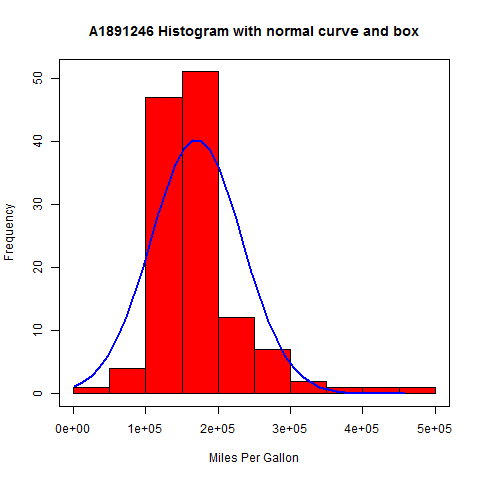 A1891246 Histogram with normal curve and box
Frequency
50
40
30
20
10
0
0e+00 1e+05 2e+05 3e+05 4e+05 5e+05
Miles Per Gallon